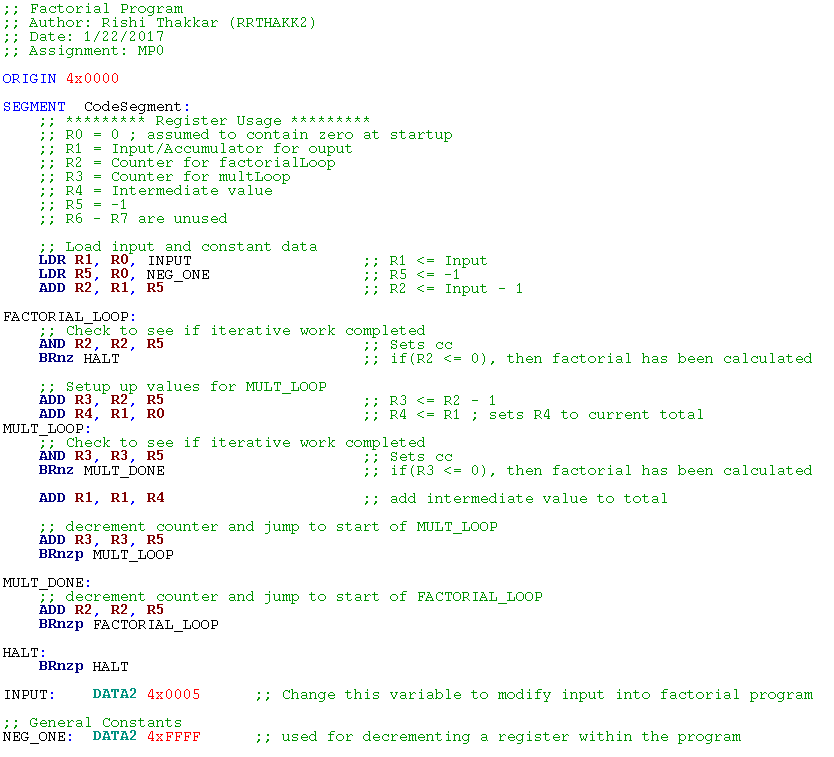 ;; Factorial Program
;; Author: Rishi Thakkar (RRTHAKK2)
;; Date: 1/22/2017
;; Assignment: MP0
ORIGIN 4x0000
SEGMENT  CodeSegment:
;; ********* Register Usage *********
;; R0 = 0 ; assumed to contain zero at startup
;; R1 = Input/Accumulator for ouput
;; R2 = Counter for factorialLoop
;; R3 = Counter for multLoop
;; R4 = Intermediate value
;; R5 = -1
;; R6 - R7 are unused
;; Load input and constant data
LDR R1, R0, INPUT ;; R1 <= Input
LDR R5, R0, NEG_ONE ;; R5 <= -1
ADD R2, R1, R5 ;; R2 <= Input - 1
FACTORIAL_LOOP:
;; Check to see if iterative work completed
AND R2, R2, R5 ;; Sets cc
BRnz HALT ;; if(R2 <= 0), then factorial has been calculated
;; Setup up values for MULT_LOOP
ADD R3, R2, R5 ;; R3 <= R2 - 1
ADD R4, R1, R0 ;; R4 <= R1 ; sets R4 to current total
MULT_LOOP:
;; Check to see if iterative work completed
AND R3, R3, R5 ;; Sets cc
BRnz MULT_DONE ;; if(R3 <= 0), then factorial has been calculated
ADD R1, R1, R4 ;; add intermediate value to total
;; decrement counter and jump to start of MULT_LOOP
ADD R3, R3, R5
BRnzp MULT_LOOP
MULT_DONE:
;; decrement counter and jump to start of FACTORIAL_LOOP
ADD R2, R2, R5
BRnzp FACTORIAL_LOOP
HALT:
BRnzp HALT
INPUT: DATA2 4x0005 ;; Change this variable to modify input into factorial program
;; General Constants
NEG_ONE: DATA2 4xFFFF ;; used for decrementing a register within the program